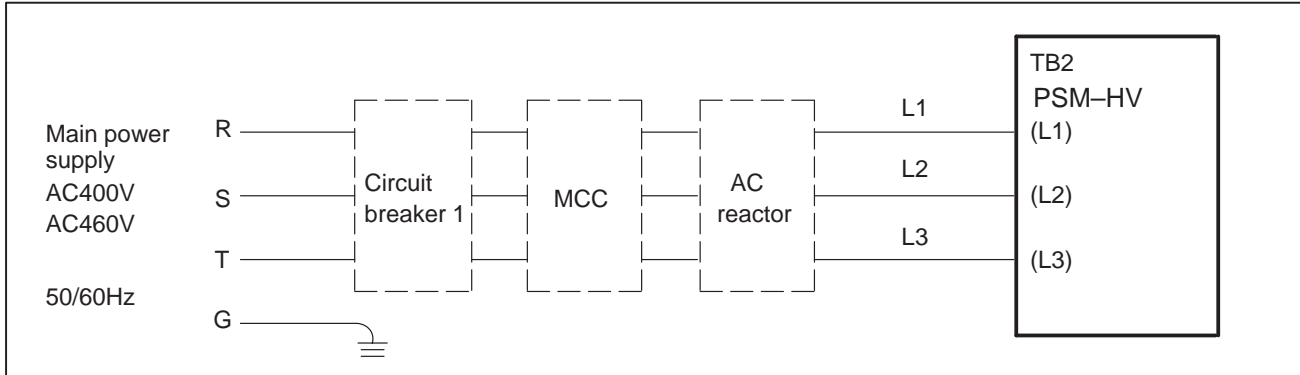 Main power
supply
AC400V
AC460V
50/60Hz
R
S
T
G
Circuit
breaker 1
MCC
AC
reactor
L1
L2
L3
TB2
PSM–HV
(L1)
(L2)
(L3)